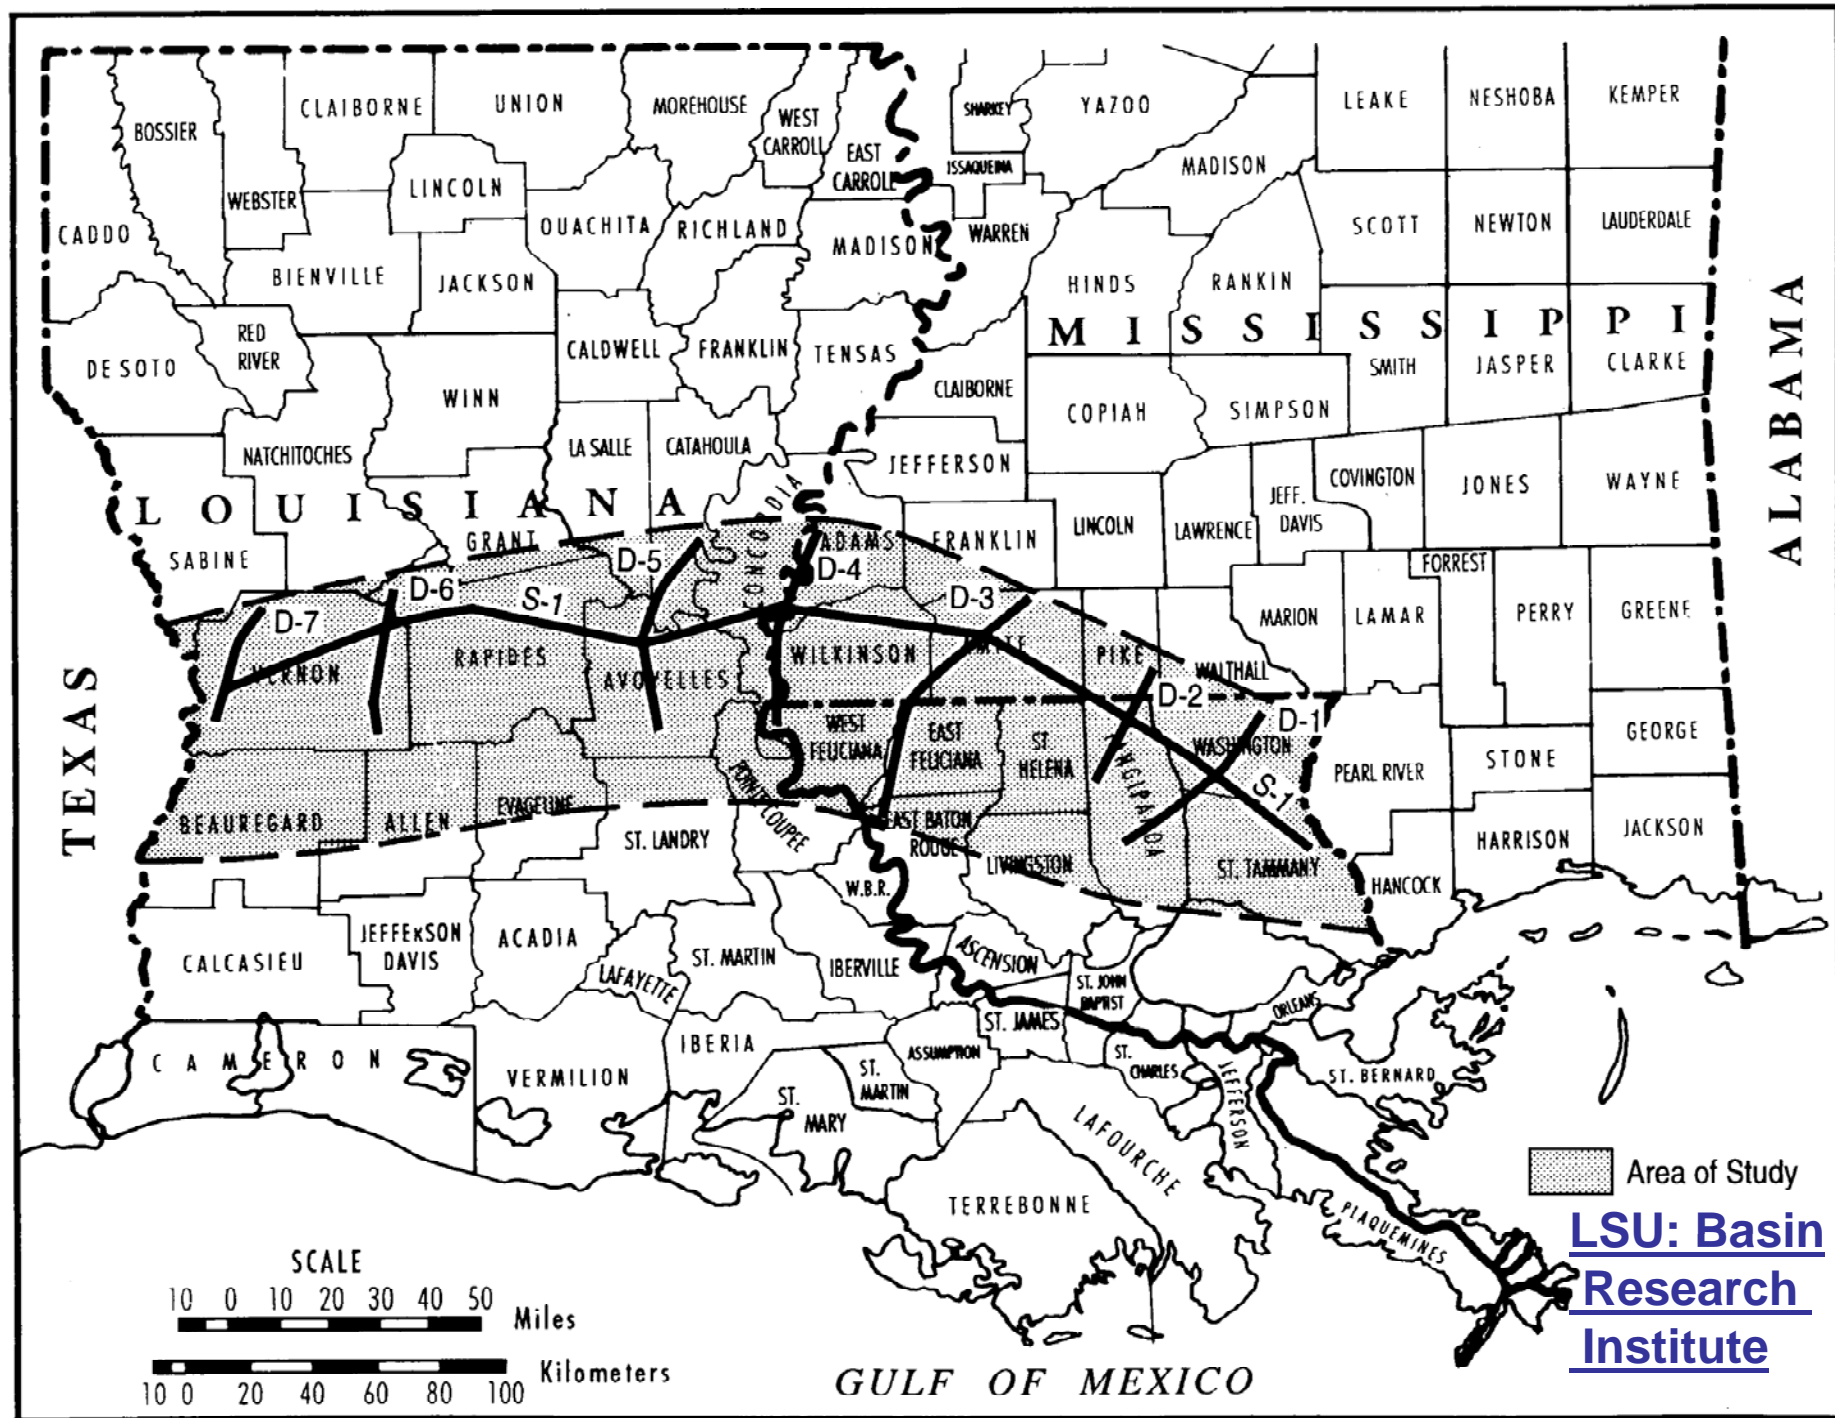 CLAIBORNE
UNION
MOREHOUSE
BOSSIER
WEST
CARROLL
EAST
CARROLL
SHARKEY
YAZOO
LEAKE
NESHOBA
KEMPER
ISSAQUEINA
MADISON
WEBSTER
LINCOLN
CADDO
OUACHITA
RICHLAND
MADISON
WARREN
SCOTT
NEWTON
LAUDERDALE
BIENVILLE
JACKSON
HINDS
RANKIN
MISSISSIPPI
ALABAMA
RED
RIVER
DE SOTO
CALDWELL
FRANKLIN
TENSAS
SMITH
JASPER
CLARKE
WINN
CLAIBORNE
COPIAH
SIMPSON
NATCHITOCHES
LA SALLE
CATAHOULA
JEFFERSON
COVINGTON
JONES
WAYNE
LOUISIANA
CONCORDIA
JEFF.
DAVIS
LINCOLN
LAWRENCE
SABINE
GRANT
D-5
ADAMS
D-4
FRANKLIN
FORREST
D-6
S-1
D-3
D-7
MARION
LAMAR
PERRY
GREENE
TEXAS
VERNON
RAPIDES
AVOYELLES
WILKINSON
PIKE
WALTHALL
D-2
D-1
WEST
FELICIANA
EAST
FELICIANA
ST.
HELENA
TANGIPAHOA
WASHINGTON
S-1
PEARL RIVER
STONE
GEORGE
BEAUREGARD
ALLEN
EVAGELINE
ST. LANDRY
EAST BATON
ROUGE
LIVINGSTON
ST. TAMMANY
HANCOCK
HARRISON
JACKSON
W.B.R.
CALCASIEU
JEFFERSON
DAVIS
ACADIA
LAFAYETTE
ST. MARTIN
IBERVILLE
ASCENSION
ST. JOHN
BAPTIST
ORLEANS
CAMERON
VERMILION
IBERIA
ST. JAMES
ASSUMPTION
ST.
MARTIN
ST.
CHARLES
JEFFERSON
ST. BERNARD
ST.
MARY
LAFOURCHE
TERREBONNE
PLAQUEMINES
Area of Study
LSU: Basin
Research
Institute
SCALE
10 0 10 20 30 40 50
Miles
Kilometers
10 0 20 40 60 80 100
GULF OF MEXICO